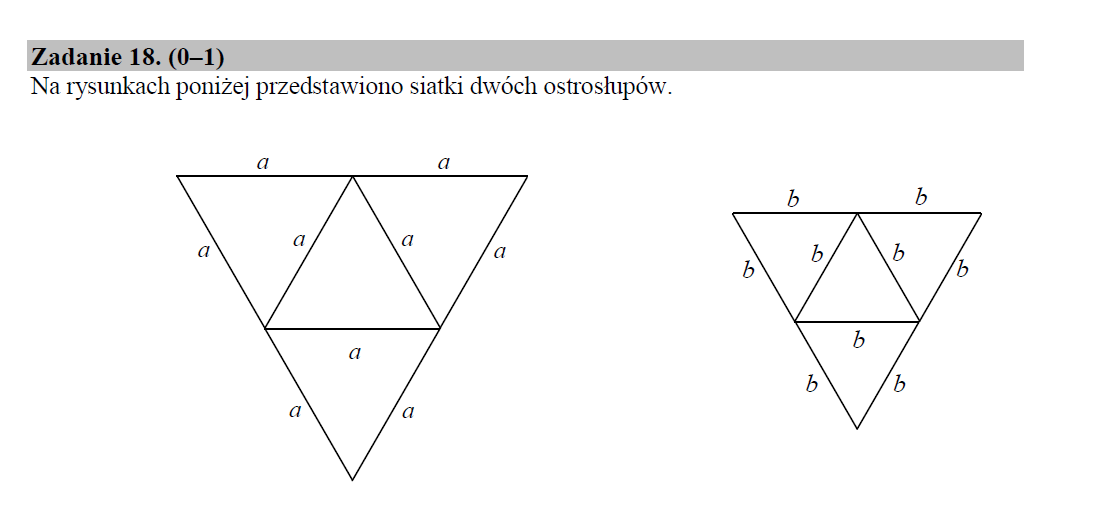 Zadanie 18. (0–1)
Na rysunkach poniżej przedstawiono siatki dwóch ostrosłupów.
a a
a a a a
a
a a
b b
b b b b
b
b b